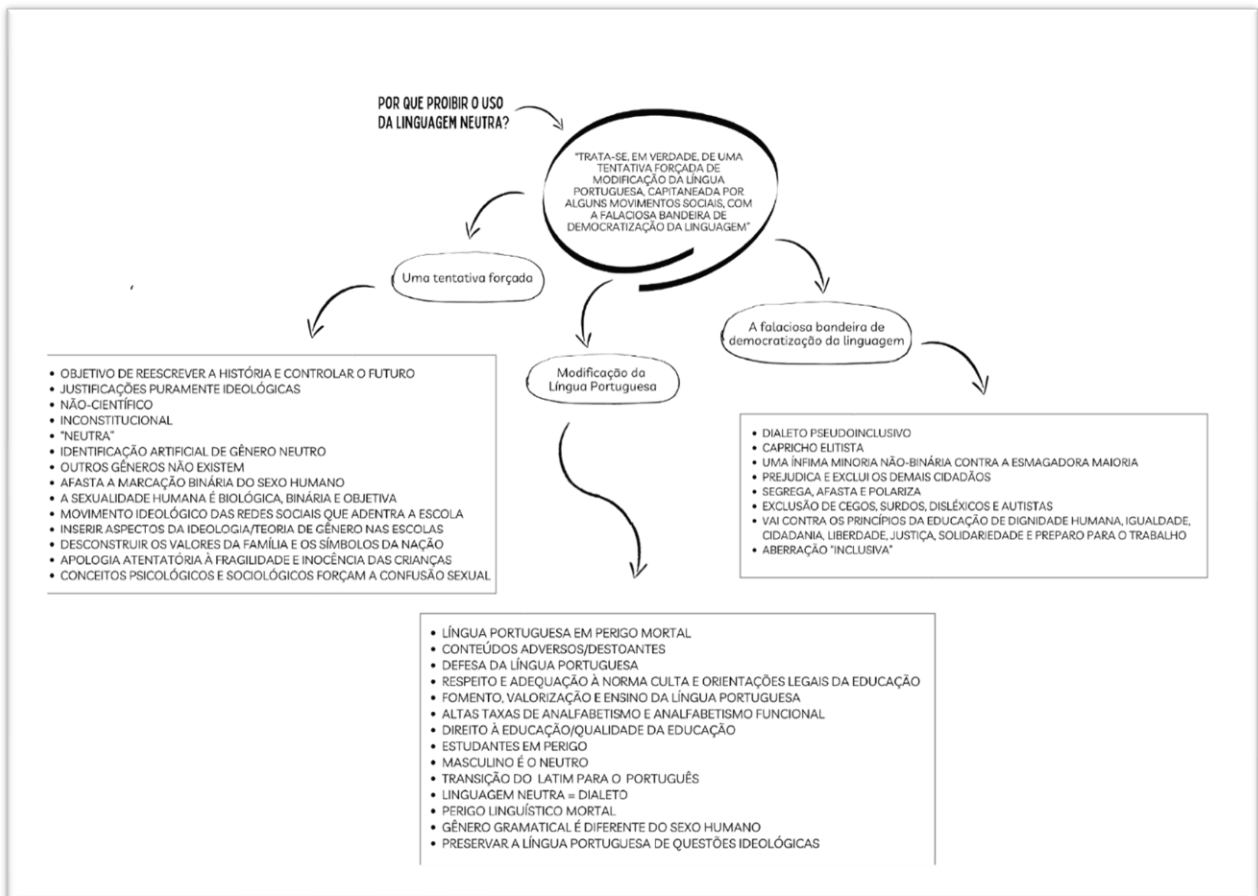 POR QUE PROIBIR O USO
DA LINGUAGEM NEUTRA?
"TRATA-SE, EM VERDADE, DE UMA
TENTATIVA FORÇADA DE
MODIFICAÇÃO DA LÍNGUA
PORTUGUESA, CAPITANEADA POR
ALGUNS MOVIMENTOS SOCIAIS, COM
A FALACIOSA BANDEIRA DE
DEMOCRATIZAÇÃO DA LINGUAGEM"
Uma tentativa forçada
• OBJETIVO DE REESCREVER A HISTÓRIA E CONTROLAR O FUTURO
• JUSTIFICAÇÕES PURAMENTE IDEOLÓGICAS
• NÃO-CIENTÍFICO
• INCONSTITUCIONAL
• "NEUTRA"
• IDENTIFICAÇÃO ARTIFICIAL DE GÊNERO NEUTRO
• OUTROS GÊNEROS NÃO EXISTEM
• AFASTA A MARCAÇÃO BINÁRIA DO SEXO HUMANO
• A SEXUALIDADE HUMANA É BIOLÓGICA, BINÁRIA E OBJETIVA
• MOVIMENTO IDEOLÓGICO DAS REDES SOCIAIS QUE ADENTRA A ESCOLA
• INSERIR ASPECTOS DA IDEOLOGIA/TEORIA DE GÊNERO NAS ESCOLAS
• DESCONSTRUIR OS VALORES DA FAMÍLIA E OS SÍMBOLOS DA NAÇÃO
• APOLOGIA ATENTATÓRIA À FRAGILIDADE E INOCÊNCIA DAS CRIANÇAS
• CONCEITOS PSICOLÓGICOS E SOCIOLÓGICOS FORÇAM A CONFUSÃO SEXUAL
Modificação da
Língua Portuguesa
• LÍNGUA PORTUGUESA EM PERIGO MORTAL
• CONTEÚDOS ADVERSOS/DESTOANTES
• DEFESA DA LÍNGUA PORTUGUESA
• RESPEITO E ADEQUAÇÃO À NORMA CULTA E ORIENTAÇÕES LEGAIS DA EDUCAÇÃO
• FOMENTO, VALORIZAÇÃO E ENSINO DA LÍNGUA PORTUGUESA
• ALTAS TAXAS DE ANALFABETISMO E ANALFABETISMO FUNCIONAL
• DIREITO À EDUCAÇÃO/QUALIDADE DA EDUCAÇÃO
• ESTUDANTES EM PERIGO
• MASCULINO É O NEUTRO
• TRANSIÇÃO DO LATIM PARA O PORTUGUÊS
• LINGUAGEM NEUTRA = DIALETO
• PERIGO LINGUÍSTICO MORTAL
• GÊNERO GRAMATICAL É DIFERENTE DO SEXO HUMANO
• PRESERVAR A LÍNGUA PORTUGUESA DE QUESTÕES IDEOLÓGICAS
A falaciosa bandeira de
democratização da linguagem
• DIALETO PSEUDOINCLUSIVO
• CAPRICHO ELITISTA
• UMA ÍNFIMA MINORIA NÃO-BINÁRIA CONTRA A ESMAGADORA MAIORIA
• PREJUDICA E EXCLUI OS DEMAIS CIDADÃOS
• SEGREGA, AFASTA E POLARIZA
• EXCLUSÃO DE CEGOS, SURDOS, DISLÉXICOS E AUTISTAS
• VAI CONTRA OS PRINCÍPIOS DA EDUCAÇÃO DE DIGNIDADE HUMANA, IGUALDADE,
CIDADANIA, LIBERDADE, JUSTIÇA, SOLIDARIEDADE E PREPARO PARA O TRABALHO
• ABERRAÇÃO "INCLUSIVA"